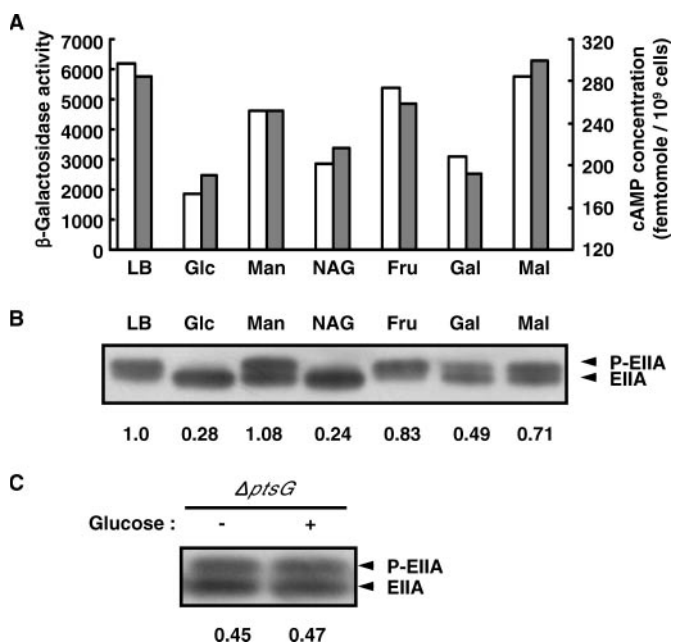 A
β-Galactosidase activity
7000
6000
5000
4000
3000
2000
1000
0
320
280
240
200
160
120
cAMP concentration
(femtomole / 10⁹ cells)
LB Glc Man NAG Fru Gal Mal
B
LB Glc Man NAG Fru Gal Mal
P-EIIA
EIIA
1.0 0.28 1.08 0.24 0.83 0.49 0.71
C
ΔptsG
Glucose : - +
P-EIIA
EIIA
0.45 0.47